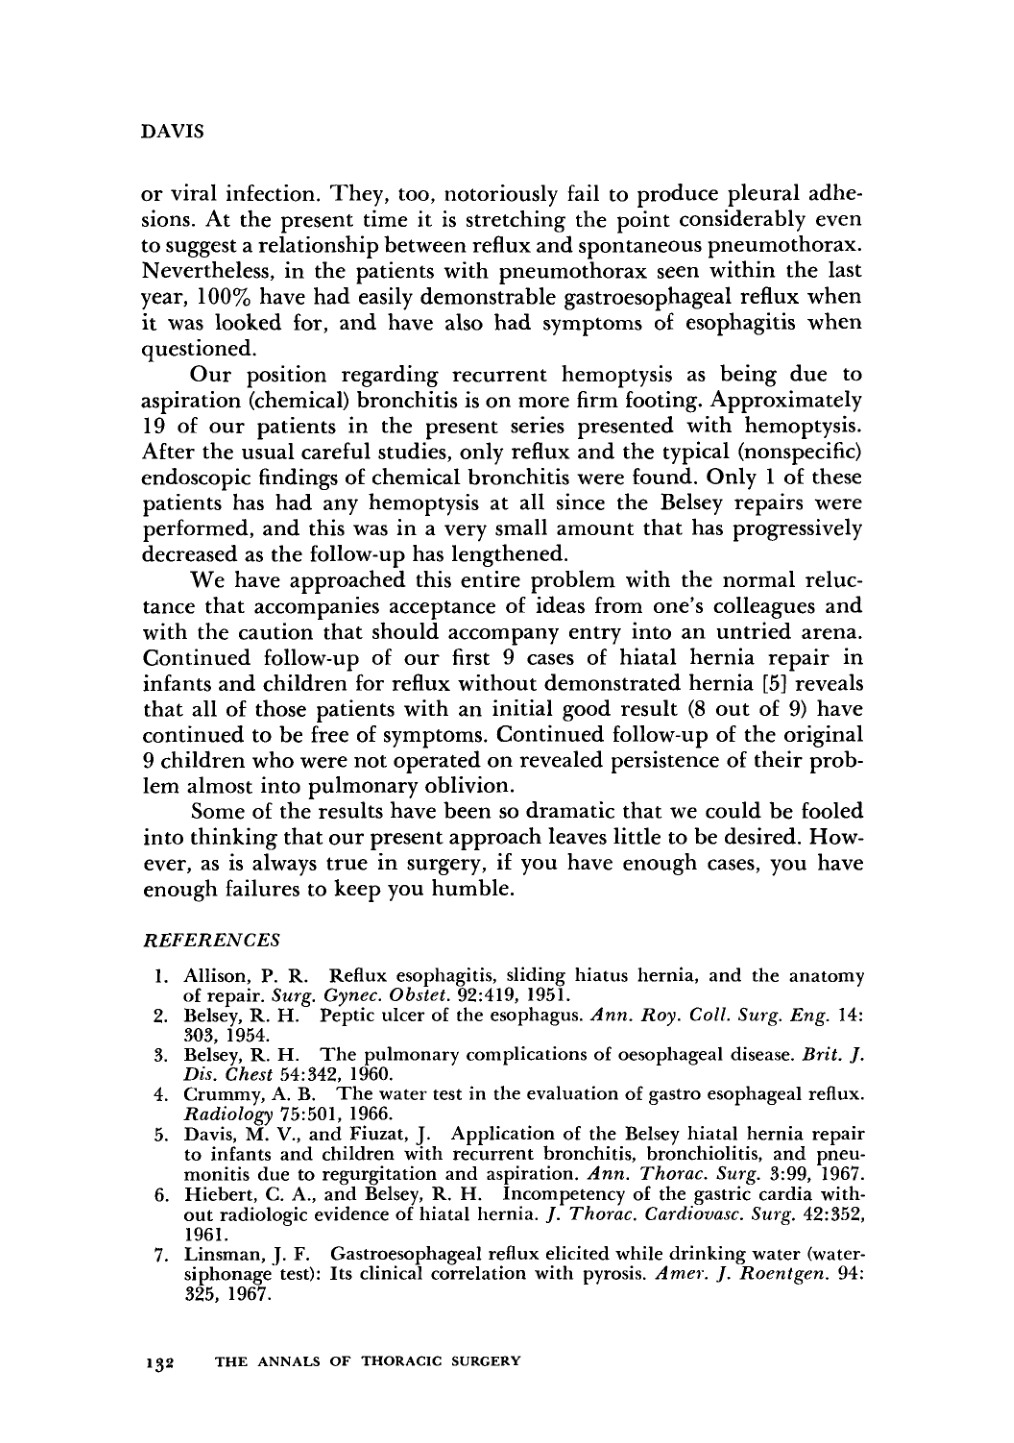 DAVIS
or viral infection. They, too, notoriously fail to produce pleural adhe-
sions. At the present time it is stretching the point considerably even
to suggest a relationship between reflux and spontaneous pneumothorax.
Nevertheless, in the patients with pneumothorax seen within the last
year, 100% have had easily demonstrable gastroesophageal reflux when
it was looked for, and have also had symptoms of esophagitis when
questioned.
Our position regarding recurrent hemoptysis as being due to
aspiration (chemical) bronchitis is on more firm footing. Approximately
19 of our patients in the present series presented with hemoptysis.
After the usual careful studies, only reflux and the typical (nonspecific)
endoscopic findings of chemical bronchitis were found. Only 1 of these
patients has had any hemoptysis at all since the Belsey repairs were
performed, and this was in a very small amount that has progressively
decreased as the follow-up has lengthened.
We have approached this entire problem with the normal reluc-
tance that accompanies acceptance of ideas from one's colleagues and
with the caution that should accompany entry into an untried arena.
Continued follow-up of our first 9 cases of hiatal hernia repair in
infants and children for reflux without demonstrated hernia [5] reveals
that all of those patients with an initial good result (8 out of 9) have
continued to be free of symptoms. Continued follow-up of the original
9 children who were not operated on revealed persistence of their prob-
lem almost into pulmonary oblivion.
Some of the results have been so dramatic that we could be fooled
into thinking that our present approach leaves little to be desired. How-
ever, as is always true in surgery, if you have enough cases, you have
enough failures to keep you humble.
REFERENCES
1. Allison, P. R. Reflux esophagitis, sliding hiatus hernia, and the anatomy
of repair. Surg. Gynec. Obstet. 92:419, 1951.
2. Belsey, R. H. Peptic ulcer of the esophagus. Ann. Roy. Coll. Surg. Eng. 14:
303, 1954.
3. Belsey, R. H. The pulmonary complications of oesophageal disease. Brit. J.
Dis. Chest 54:342, 1960.
4. Crummy, A. B. The water test in the evaluation of gastro esophageal reflux.
Radiology 75:501, 1966.
5. Davis, M. V., and Fiuzat, J. Application of the Belsey hiatal hernia repair
to infants and children with recurrent bronchitis, bronchiolitis, and pneu-
monitis due to regurgitation and aspiration. Ann. Thorac. Surg. 3:99, 1967.
6. Hiebert, C. A., and Belsey, R. H. Incompetency of the gastric cardia with-
out radiologic evidence of hiatal hernia. J. Thorac. Cardiovasc. Surg. 42:352,
1961.
7. Linsman, J. F. Gastroesophageal reflux elicited while drinking water (water-
siphonage test): Its clinical correlation with pyrosis. Amer. J. Roentgen. 94:
325, 1967.
132 THE ANNALS OF THORACIC SURGERY